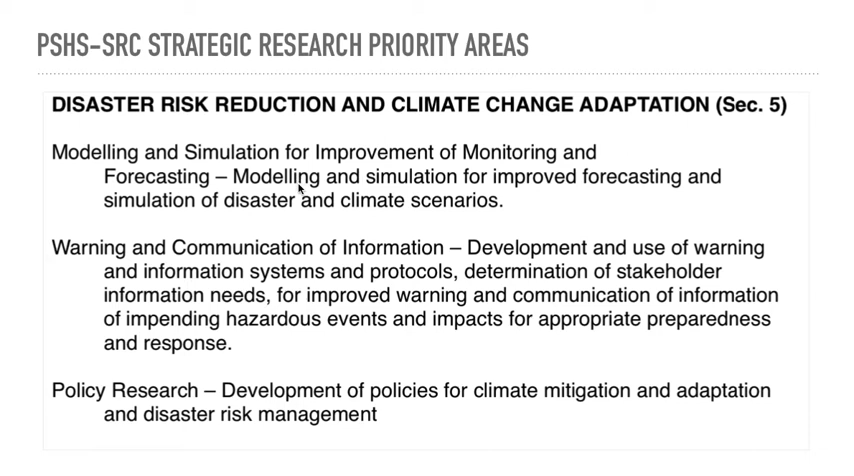 PSHS-SRC STRATEGIC RESEARCH PRIORITY AREAS
DISASTER RISK REDUCTION AND CLIMATE CHANGE ADAPTATION (Sec. 5)
Modelling and Simulation for Improvement of Monitoring and
Forecasting – Modelling and simulation for improved forecasting and
simulation of disaster and climate scenarios.
Warning and Communication of Information – Development and use of warning
and information systems and protocols, determination of stakeholder
information needs, for improved warning and communication of information
of impending hazardous events and impacts for appropriate preparedness
and response.
Policy Research – Development of policies for climate mitigation and adaptation
and disaster risk management